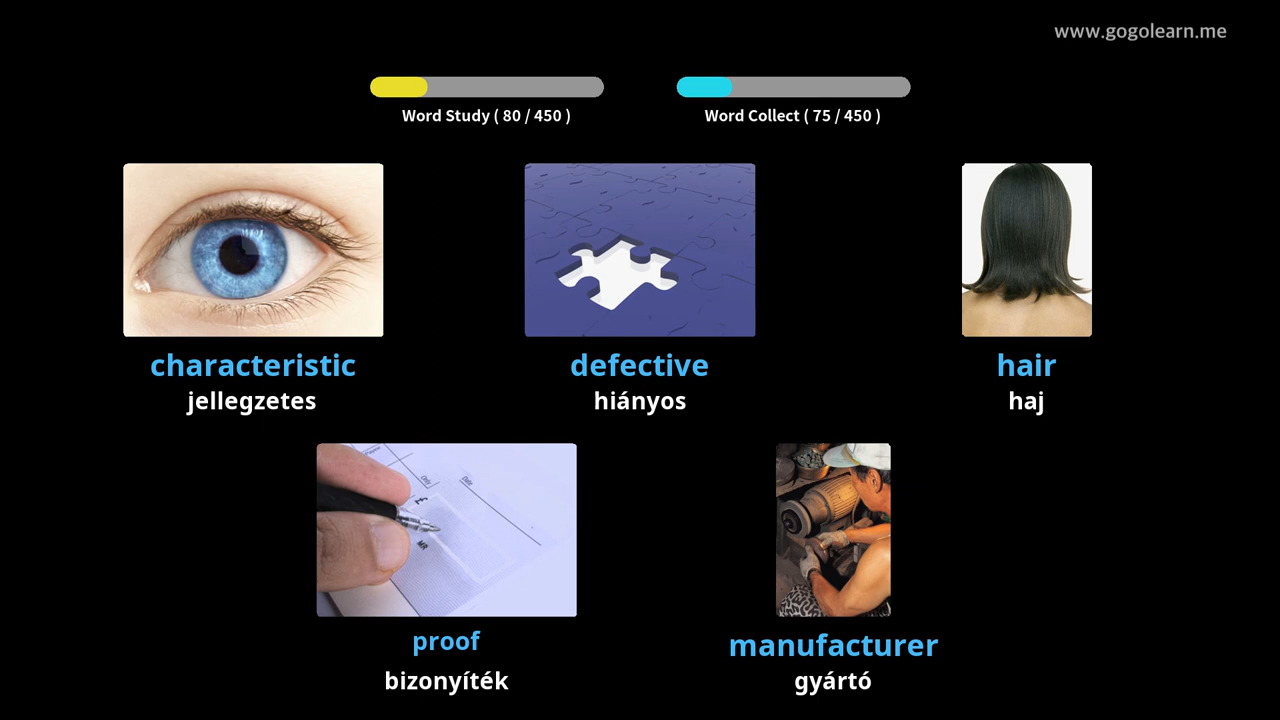 www.gogolearn.me
Word Study ( 80 / 450 )
Word Collect ( 75 / 450 )
characteristic
jellegzetes
defective
hiányos
hair
haj
proof
bizonyíték
manufacturer
gyártó